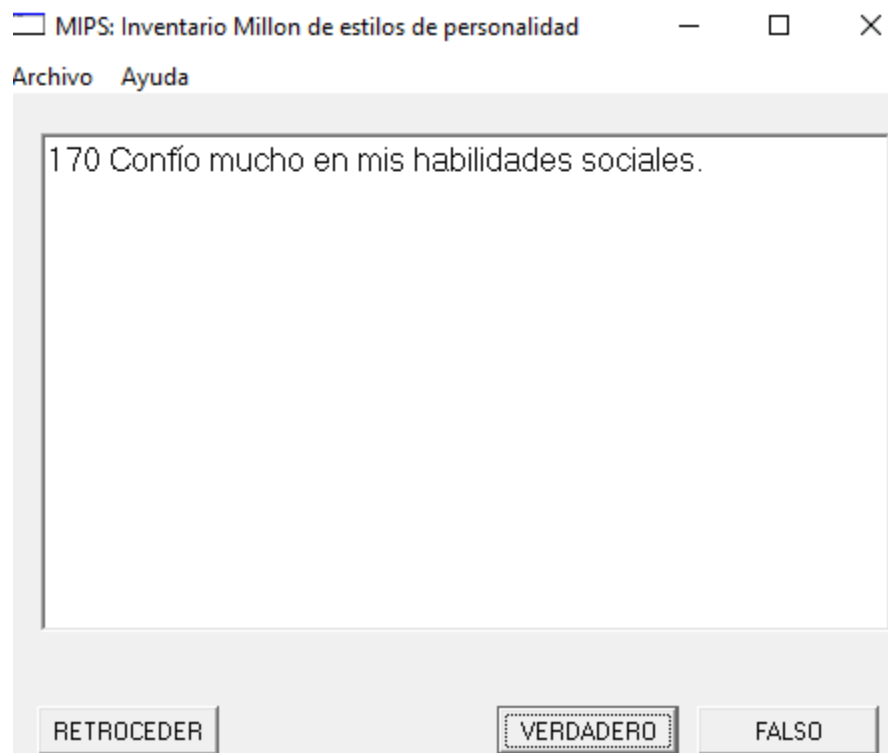 MIPS: Inventario Millon de estilos de personalidad
Archivo Ayuda
170 Confío mucho en mis habilidades sociales.
RETROCEDER VERDADERO FALSO